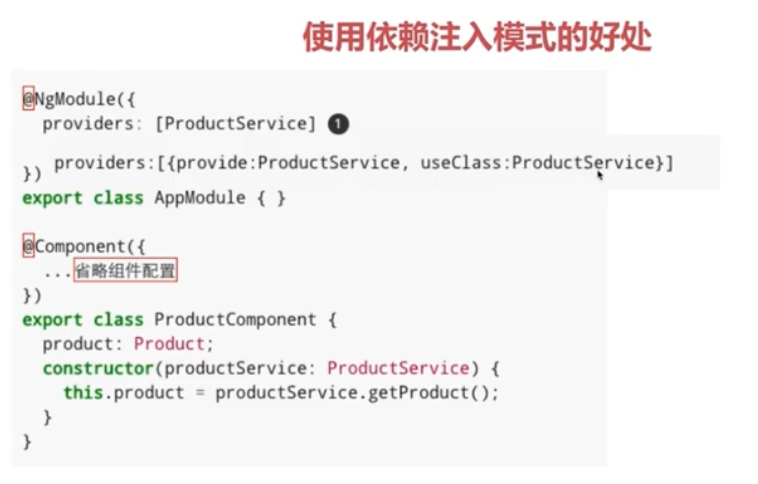 使用依赖注入模式的好处
@NgModule({
providers: [ProductService] 1
providers:[{provide:ProductService, useClass:ProductService}]
})
export class AppModule { }
@Component({
...省略组件配置
})
export class ProductComponent {
product: Product;
constructor(productService: ProductService) {
this.product = productService.getProduct();
}
}